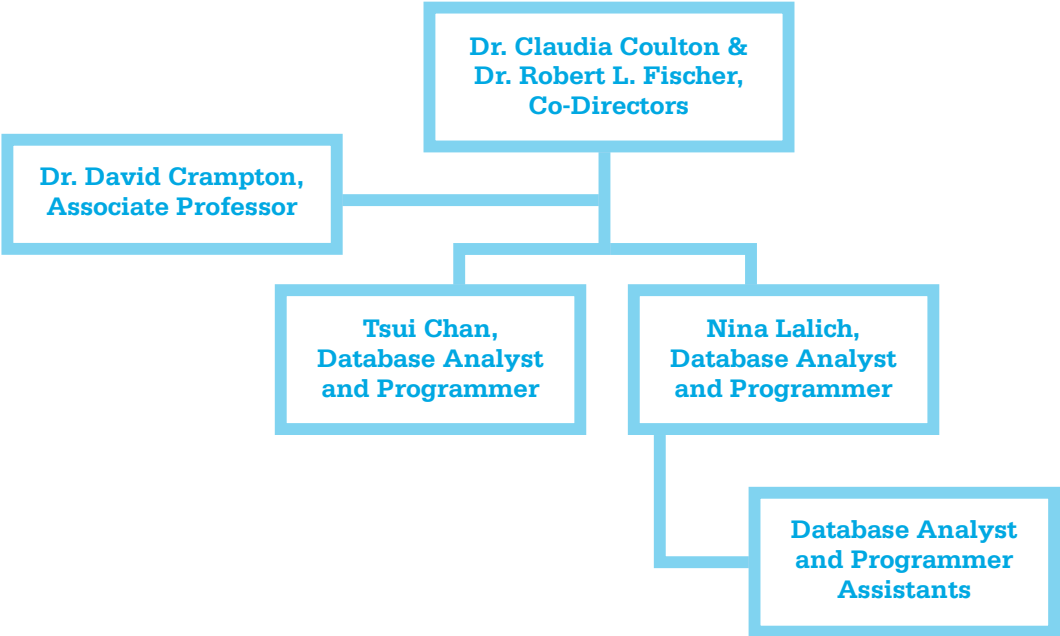 Dr. Claudia Coulton &
Dr. Robert L. Fischer,
Co-Directors
Dr. David Crampton,
Associate Professor
Tsui Chan,
Database Analyst
and Programmer
Nina Lalich,
Database Analyst
and Programmer
Database Analyst
and Programmer
Assistants